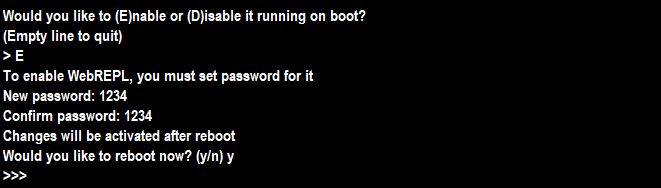 Would you like to (E)nable or (D)isable it running on boot?
(Empty line to quit)
> E
To enable WebREPL, you must set password for it
New password: 1234
Confirm password: 1234
Changes will be activated after reboot
Would you like to reboot now? (y/n) y
>>>